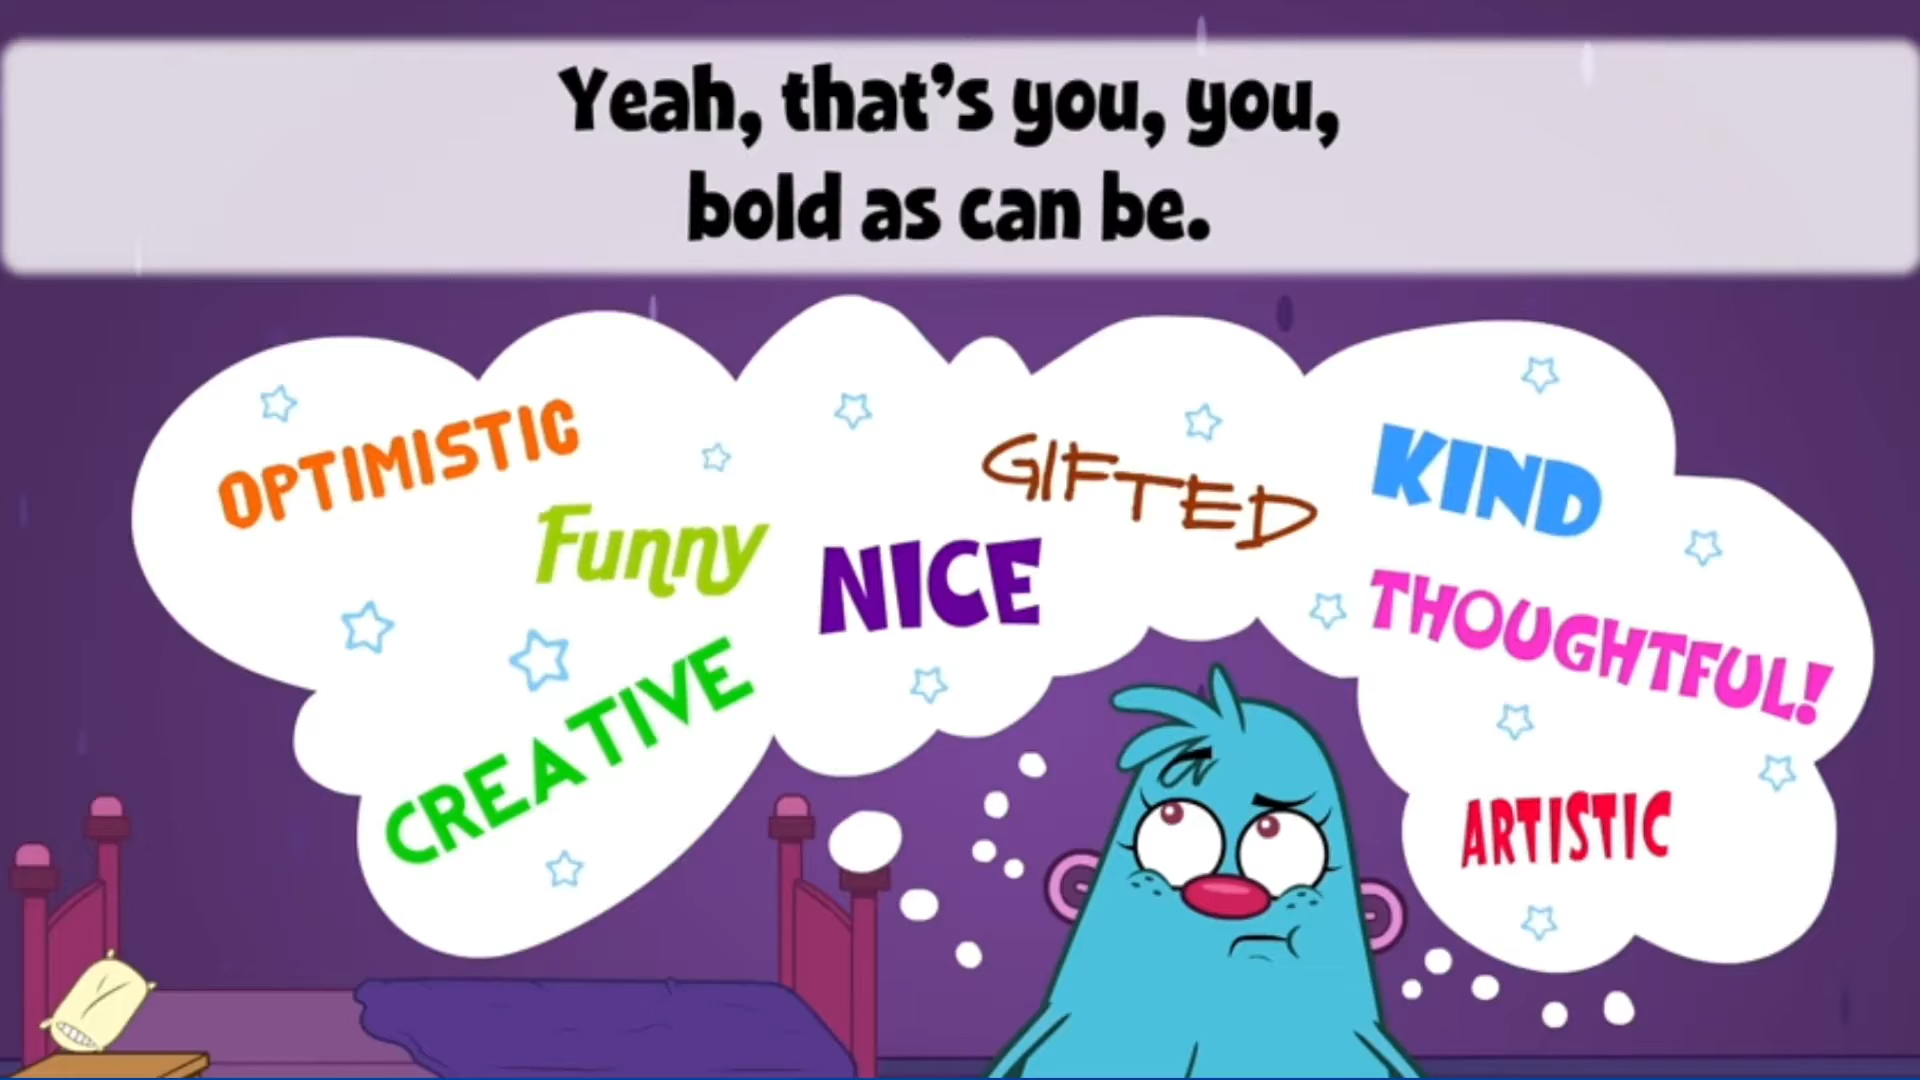 Yeah, that's you, you,
bold as can be.
OPTIMISTIC
Funny
NICE
GIFTED
KIND
THOUGHTFUL!
CREATIVE
ARTISTIC